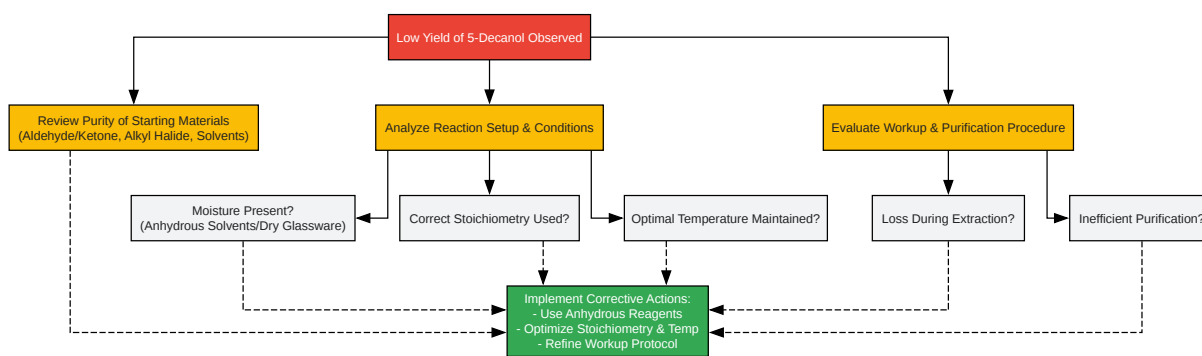 Low Yield of 5-Decanol Observed
Review Purity of Starting Materials
(Aldehyde/Ketone, Alkyl Halide, Solvents)
Analyze Reaction Setup & Conditions
Evaluate Workup & Purification Procedure
Moisture Present?
(Anhydrous Solvents/Dry Glassware)
Correct Stoichiometry Used?
Optimal Temperature Maintained?
Loss During Extraction?
Inefficient Purification?
Implement Corrective Actions:
- Use Anhydrous Reagents
- Optimize Stoichiometry & Temp
- Refine Workup Protocol